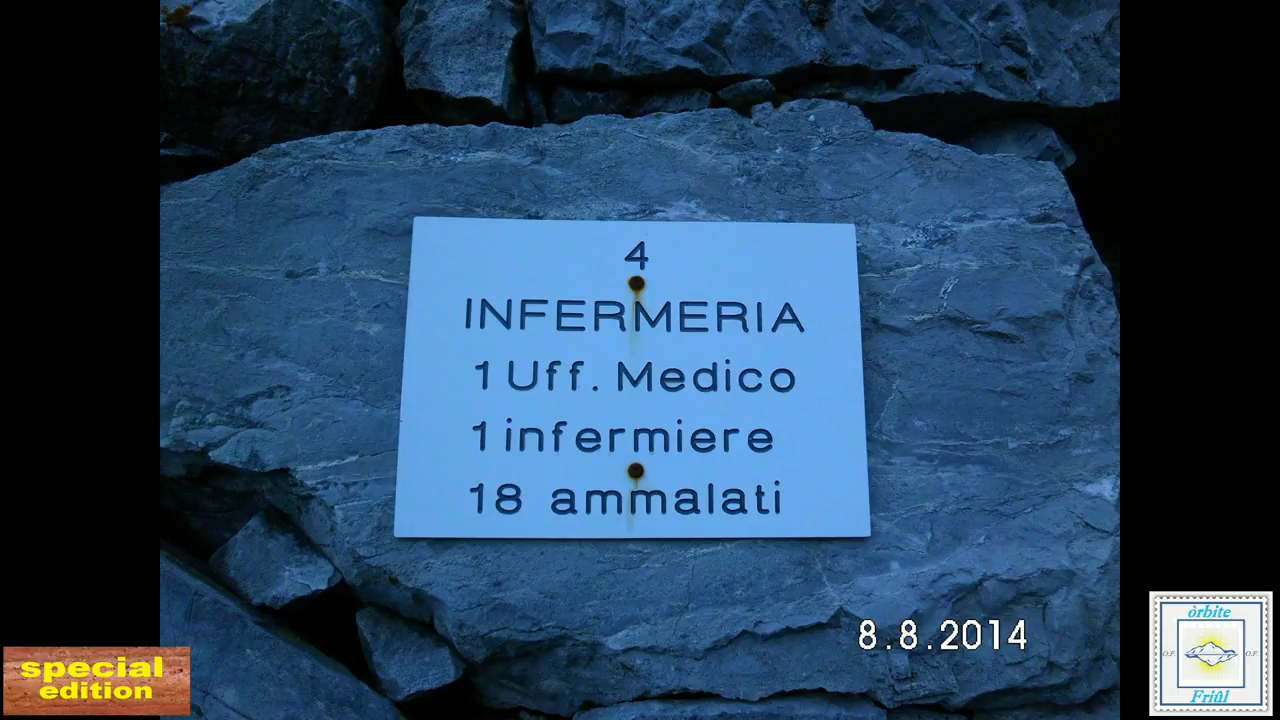 4
INFERMERIA
1 Uff. Medico
1 infermiere
18 ammalati
8.8.2014
special
edition
òrbite
O.F. O.F.
Friûl